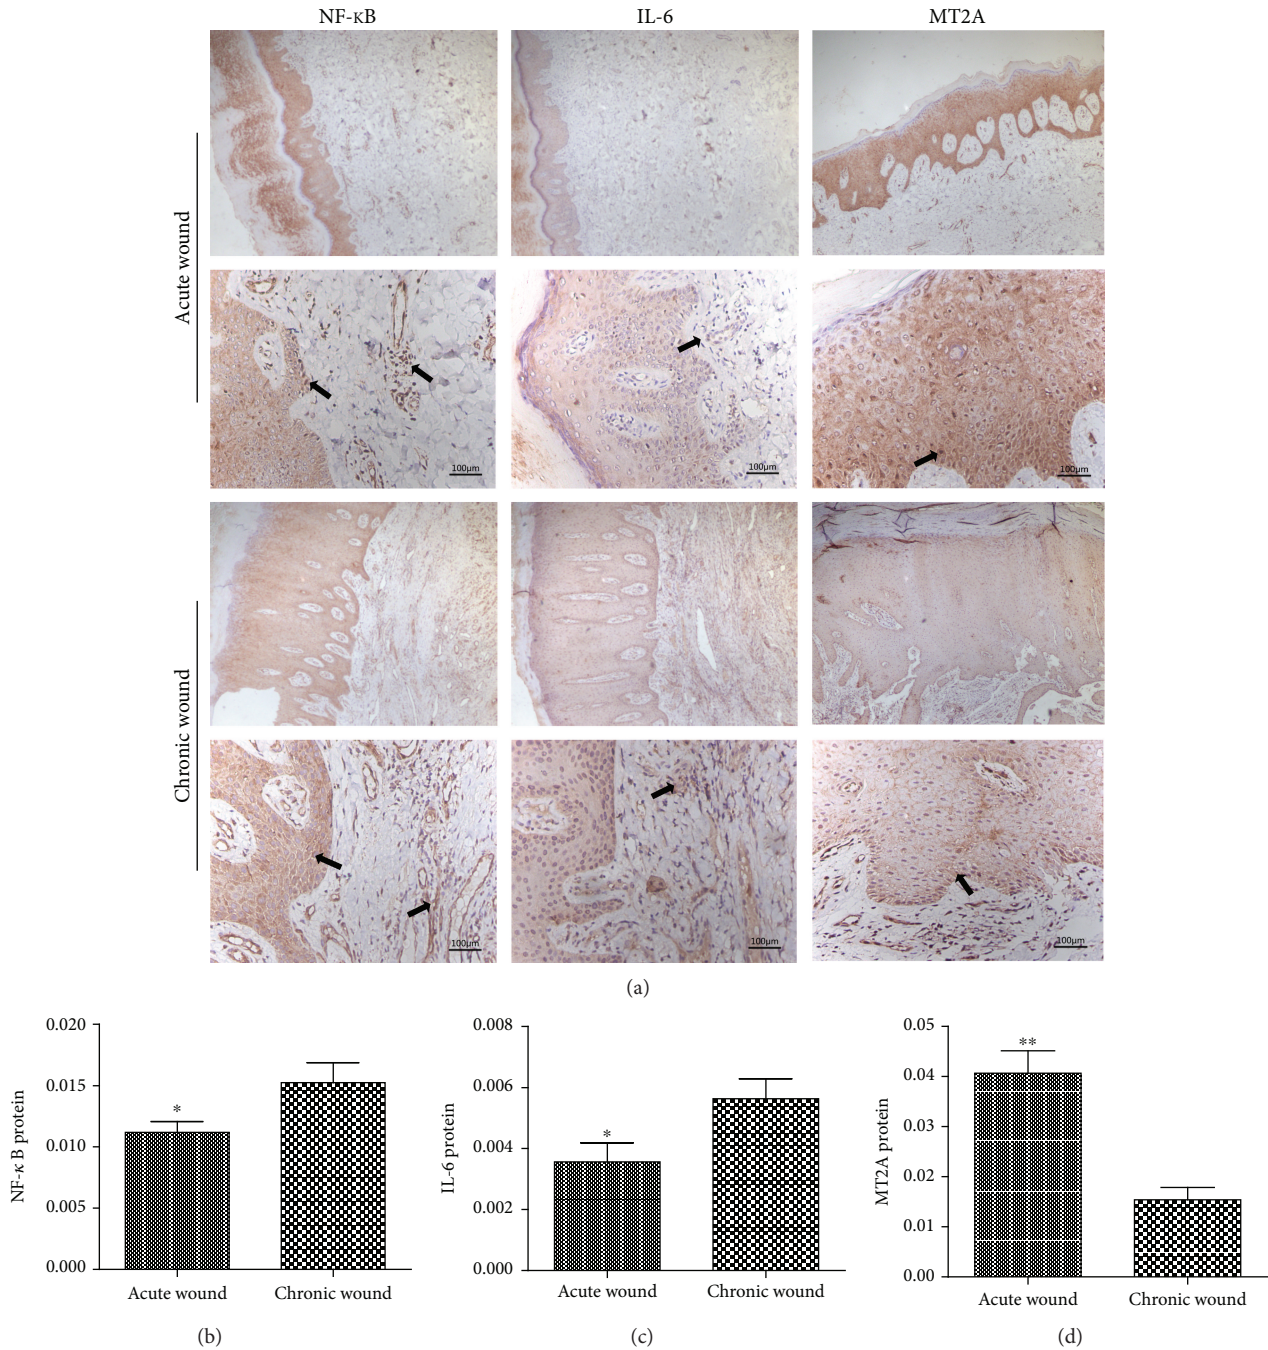 NF-κB IL-6 MT2A
Acute wound
100μm 100μm 100μm
Chronic wound
100μm 100μm 100μm
(a)
0.020
0.015
0.010
0.005
0.000
NF-κ B protein
*
Acute wound Chronic wound
(b)
0.008
0.006
0.004
0.002
0.000
IL-6 protein
*
Acute wound Chronic wound
(c)
0.05
0.04
0.03
0.02
0.01
0.00
MT2A protein
**
Acute wound Chronic wound
(d)